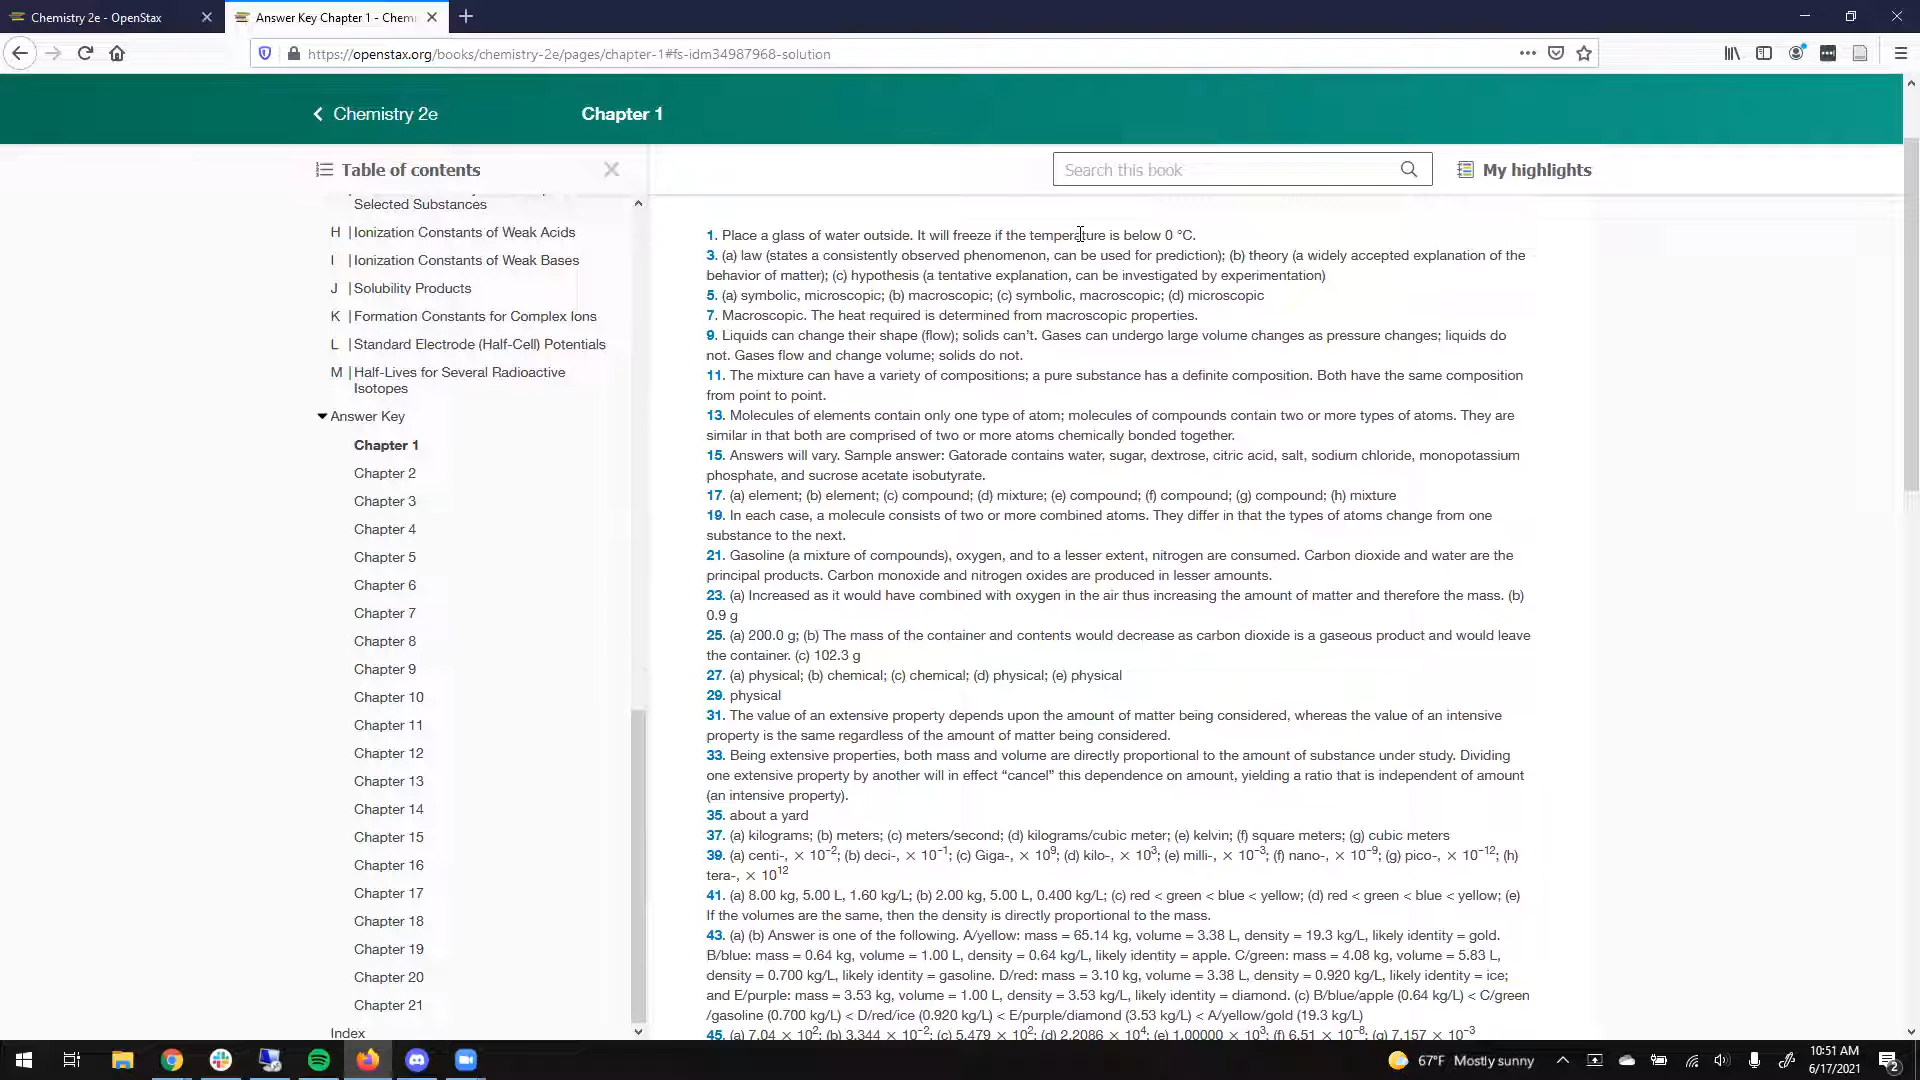 Chemistry 2e - OpenStax
Answer Key Chapter 1 - Chem
https://openstax.org/books/chemistry-2e/pages/chapter-1#fs-idm34987968-solution
Chemistry 2e
Chapter 1
Table of contents
Search this book
My highlights
Selected Substances
H | Ionization Constants of Weak Acids
I | Ionization Constants of Weak Bases
J | Solubility Products
K | Formation Constants for Complex Ions
L | Standard Electrode (Half-Cell) Potentials
M | Half-Lives for Several Radioactive
Isotopes
Answer Key
Chapter 1
Chapter 2
Chapter 3
Chapter 4
Chapter 5
Chapter 6
Chapter 7
Chapter 8
Chapter 9
Chapter 10
Chapter 11
Chapter 12
Chapter 13
Chapter 14
Chapter 15
Chapter 16
Chapter 17
Chapter 18
Chapter 19
Chapter 20
Chapter 21
Index
1. Place a glass of water outside. It will freeze if the temperature is below 0 °C.
3. (a) law (states a consistently observed phenomenon, can be used for prediction); (b) theory (a widely accepted explanation of the
behavior of matter); (c) hypothesis (a tentative explanation, can be investigated by experimentation)
5. (a) symbolic, microscopic; (b) macroscopic; (c) symbolic, macroscopic; (d) microscopic
7. Macroscopic. The heat required is determined from macroscopic properties.
9. Liquids can change their shape (flow); solids can’t. Gases can undergo large volume changes as pressure changes; liquids do
not. Gases flow and change volume; solids do not.
11. The mixture can have a variety of compositions; a pure substance has a definite composition. Both have the same composition
from point to point.
13. Molecules of elements contain only one type of atom; molecules of compounds contain two or more types of atoms. They are
similar in that both are comprised of two or more atoms chemically bonded together.
15. Answers will vary. Sample answer: Gatorade contains water, sugar, dextrose, citric acid, salt, sodium chloride, monopotassium
phosphate, and sucrose acetate isobutyrate.
17. (a) element; (b) element; (c) compound; (d) mixture; (e) compound; (f) compound; (g) compound; (h) mixture
19. In each case, a molecule consists of two or more combined atoms. They differ in that the types of atoms change from one
substance to the next.
21. Gasoline (a mixture of compounds), oxygen, and to a lesser extent, nitrogen are consumed. Carbon dioxide and water are the
principal products. Carbon monoxide and nitrogen oxides are produced in lesser amounts.
23. (a) Increased as it would have combined with oxygen in the air thus increasing the amount of matter and therefore the mass. (b)
0.9 g
25. (a) 200.0 g; (b) The mass of the container and contents would decrease as carbon dioxide is a gaseous product and would leave
the container. (c) 102.3 g
27. (a) physical; (b) chemical; (c) chemical; (d) physical; (e) physical
29. physical
31. The value of an extensive property depends upon the amount of matter being considered, whereas the value of an intensive
property is the same regardless of the amount of matter being considered.
33. Being extensive properties, both mass and volume are directly proportional to the amount of substance under study. Dividing
one extensive property by another will in effect “cancel” this dependence on amount, yielding a ratio that is independent of amount
(an intensive property).
35. about a yard
37. (a) kilograms; (b) meters; (c) meters/second; (d) kilograms/cubic meter; (e) kelvin; (f) square meters; (g) cubic meters
39. (a) centi-, × 10⁻²; (b) deci-, × 10⁻¹; (c) Giga-, × 10⁹; (d) kilo-, × 10³; (e) milli-, × 10⁻³; (f) nano-, × 10⁻⁹; (g) pico-, × 10⁻¹²; (h)
tera-, × 10¹²
41. (a) 8.00 kg, 5.00 L, 1.60 kg/L; (b) 2.00 kg, 5.00 L, 0.400 kg/L; (c) red < green < blue < yellow; (d) red < green < blue < yellow; (e)
If the volumes are the same, then the density is directly proportional to the mass.
43. (a) (b) Answer is one of the following. A/yellow: mass = 65.14 kg, volume = 3.38 L, density = 19.3 kg/L, likely identity = gold.
B/blue: mass = 0.64 kg, volume = 1.00 L, density = 0.64 kg/L, likely identity = apple. C/green: mass = 4.08 kg, volume = 5.83 L,
density = 0.700 kg/L, likely identity = gasoline. D/red: mass = 3.10 kg, volume = 3.38 L, density = 0.920 kg/L, likely identity = ice;
and E/purple: mass = 3.53 kg, volume = 1.00 L, density = 3.53 kg/L, likely identity = diamond. (c) B/blue/apple (0.64 kg/L) < C/green
/gasoline (0.700 kg/L) < D/red/ice (0.920 kg/L) < E/purple/diamond (3.53 kg/L) < A/yellow/gold (19.3 kg/L)
45. (a) 7.04 × 10²; (b) 3.344 × 10⁻²; (c) 5.479 × 10²; (d) 2.2086 × 10⁴; (e) 1.00000 × 10³; (f) 6.51 × 10⁻⁸; (g) 7.157 × 10⁻³
67°F Mostly sunny
10:51 AM
6/17/2021
2